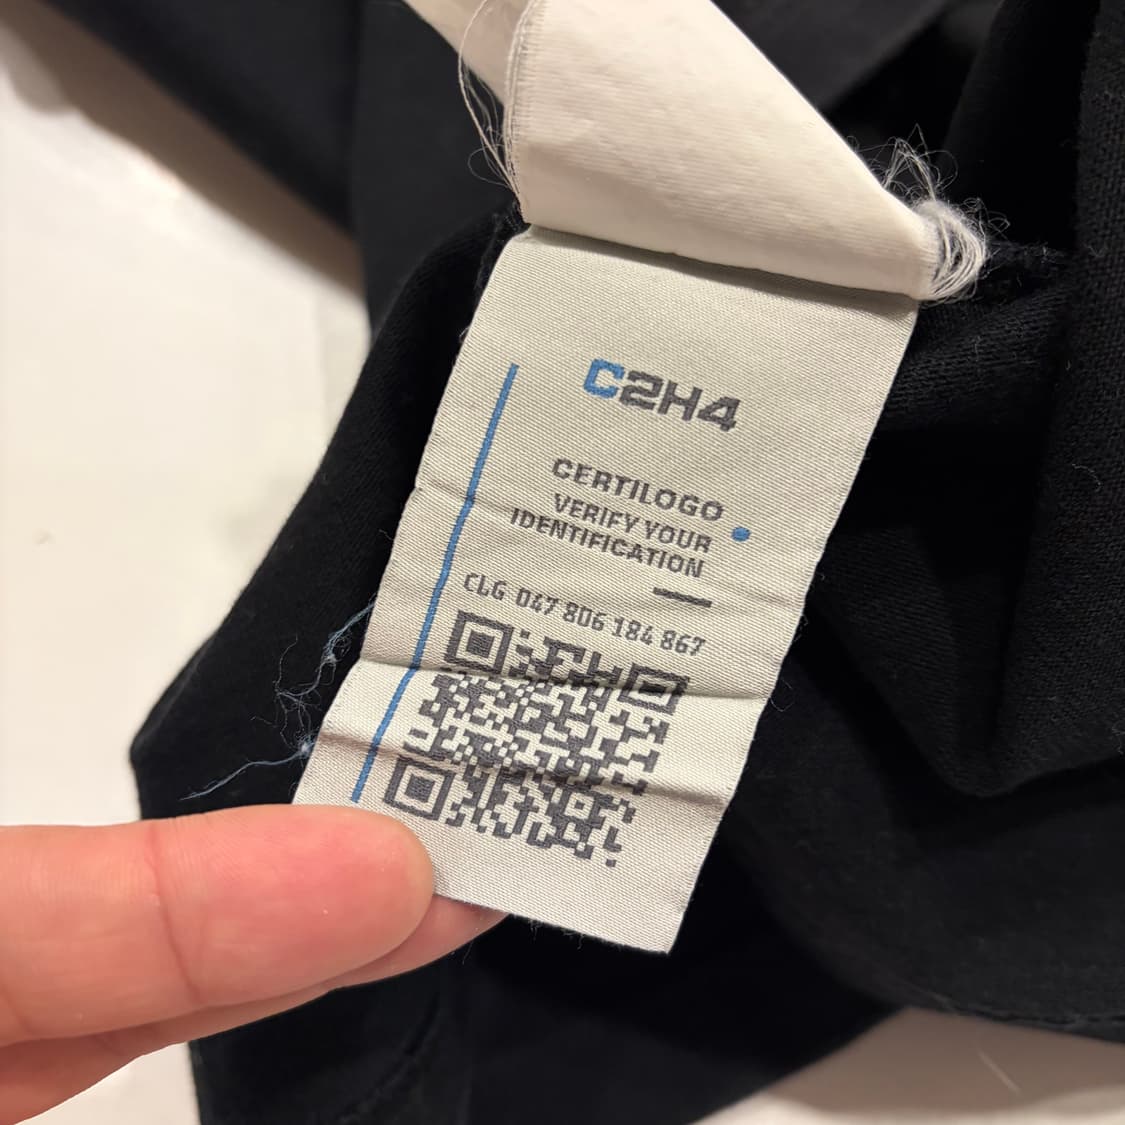 C2H4
CERTILOGO
VERIFY YOUR
IDENTIFICATION
CLG 047 806 184 867